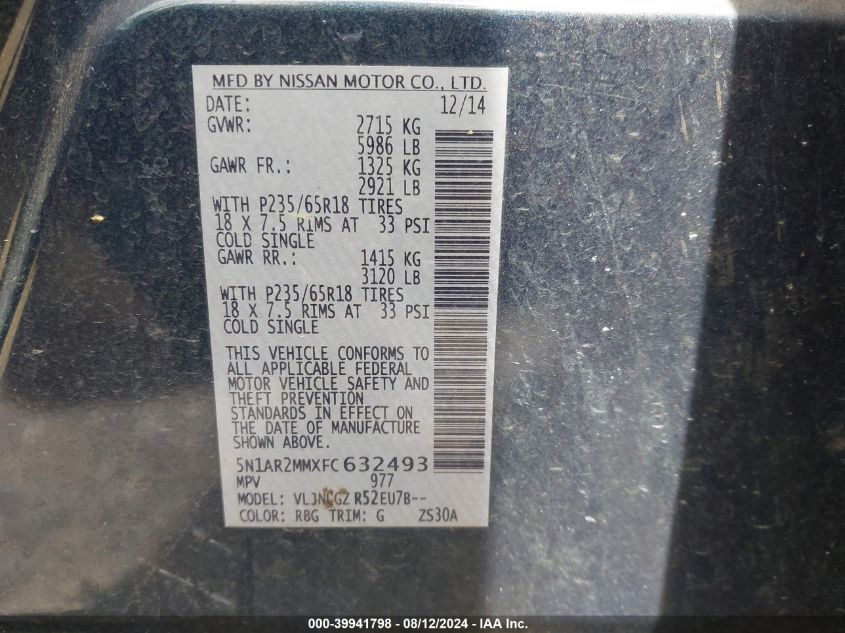 MFD BY NISSAN MOTOR CO., LTD.
DATE: 12/14
GVWR: 2715 KG
5986 LB
GAWR FR.: 1325 KG
2921 LB
WITH P235/65R18 TIRES
18 X 7.5 RIMS AT 33 PSI
COLD SINGLE
GAWR RR.: 1415 KG
3120 LB
WITH P235/65R18 TIRES
18 X 7.5 RIMS AT 33 PSI
COLD SINGLE
THIS VEHICLE CONFORMS TO
ALL APPLICABLE FEDERAL
MOTOR VEHICLE SAFETY AND
THEFT PREVENTION
STANDARDS IN EFFECT ON
THE DATE OF MANUFACTURE
SHOWN ABOVE.
5N1AR2MMXFC632493
MPV 977
MODEL: R52EU7B--
COLOR: RBG TRIM: G ZS30A
000-39941798 - 08/12/2024 - IAA Inc.